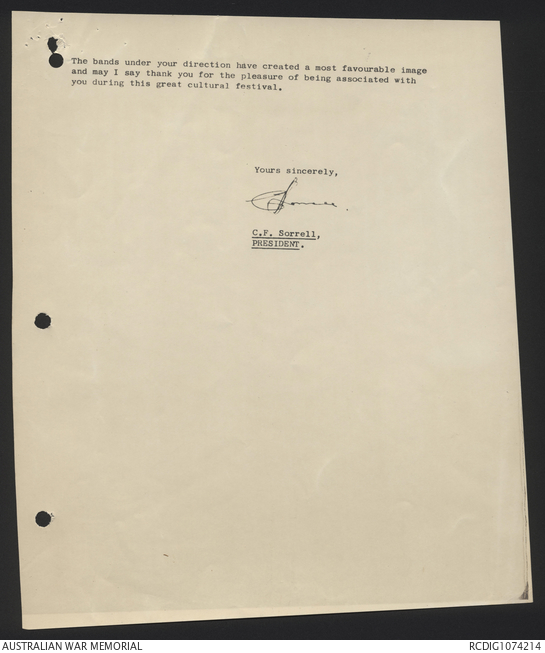 The bands under your direction have created a most favourable image
and may I say thank you for the pleasure of being associated with
you during this great cultural festival.
Yours sincerely,
C.F. Sorrell,
PRESIDENT.
AUSTRALIAN WAR MEMORIAL
RCDIG1074214